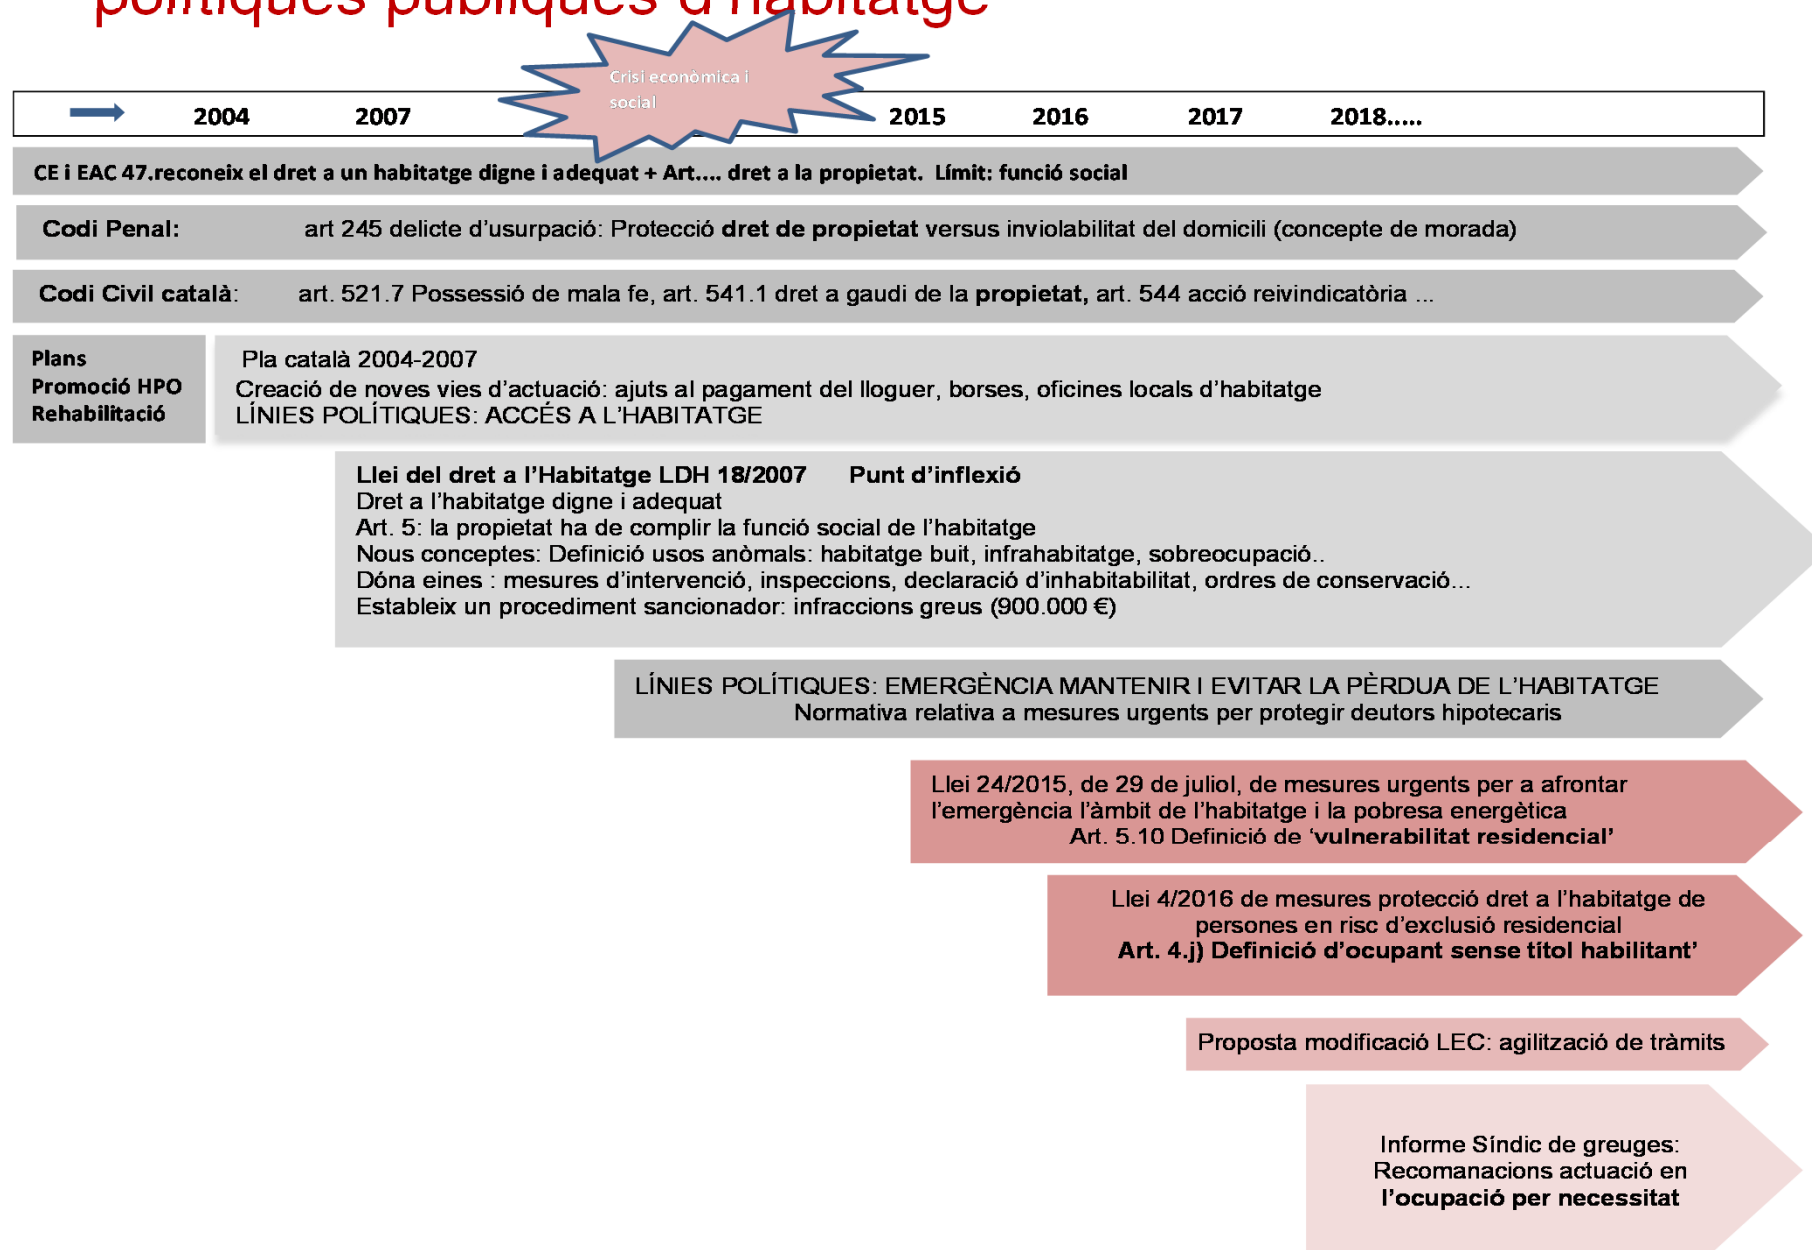 polítiques públiques d'habitatge
Crisi econòmica i
social
2004 2007 2015 2016 2017 2018.....
CE i EAC 47.reconeix el dret a un habitatge digne i adequat + Art.... dret a la propietat. Límit: funció social
Codi Penal: art 245 delicte d'usurpació: Protecció dret de propietat versus inviolabilitat del domicili (concepte de morada)
Codi Civil català: art. 521.7 Possessió de mala fe, art. 541.1 dret a gaudi de la propietat, art. 544 acció reivindicatòria ...
Plans
Promoció HPO
Rehabilitació
Pla català 2004-2007
Creació de noves vies d'actuació: ajuts al pagament del lloguer, borses, oficines locals d'habitatge
LÍNIES POLÍTIQUES: ACCÉS A L'HABITATGE
Llei del dret a l'Habitatge LDH 18/2007 Punt d'inflexió
Dret a l'habitatge digne i adequat
Art. 5: la propietat ha de complir la funció social de l'habitatge
Nous conceptes: Definició usos anòmals: habitatge buit, infrahabitatge, sobreocupació..
Dóna eines : mesures d'intervenció, inspeccions, declaració d'inhabitabilitat, ordres de conservació...
Estableix un procediment sancionador: infraccions greus (900.000 €)
LÍNIES POLÍTIQUES: EMERGÈNCIA MANTENIR I EVITAR LA PÈRDUA DE L'HABITATGE
Normativa relativa a mesures urgents per protegir deutors hipotecaris
Llei 24/2015, de 29 de juliol, de mesures urgents per a afrontar
l'emergència l'àmbit de l'habitatge i la pobresa energètica
Art. 5.10 Definició de 'vulnerabilitat residencial'
Llei 4/2016 de mesures protecció dret a l'habitatge de
persones en risc d'exclusió residencial
Art. 4.j) Definició d'ocupant sense títol habilitant'
Proposta modificació LEC: agilització de tràmits
Informe Síndic de greuges:
Recomanacions actuació en
l'ocupació per necessitat